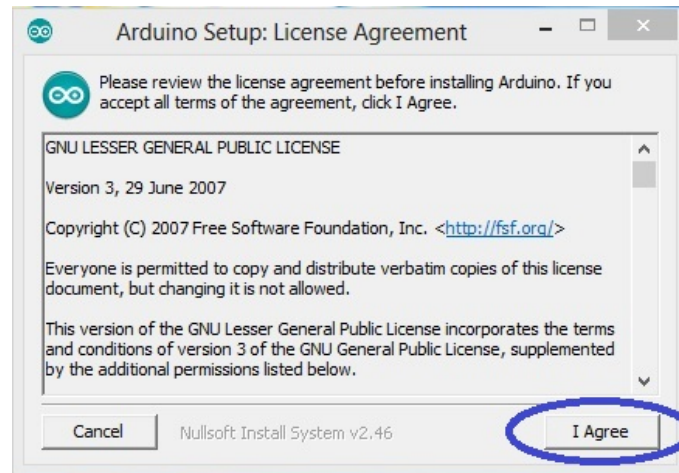 Arduino Setup: License Agreement
Please review the license agreement before installing Arduino. If you
accept all terms of the agreement, click I Agree.
GNU LESSER GENERAL PUBLIC LICENSE
Version 3, 29 June 2007
Copyright (C) 2007 Free Software Foundation, Inc. <http://fsf.org/>
Everyone is permitted to copy and distribute verbatim copies of this license
document, but changing it is not allowed.
This version of the GNU Lesser General Public License incorporates the terms
and conditions of version 3 of the GNU General Public License, supplemented
by the additional permissions listed below.
Cancel
Nullsoft Install System v2.46
I Agree